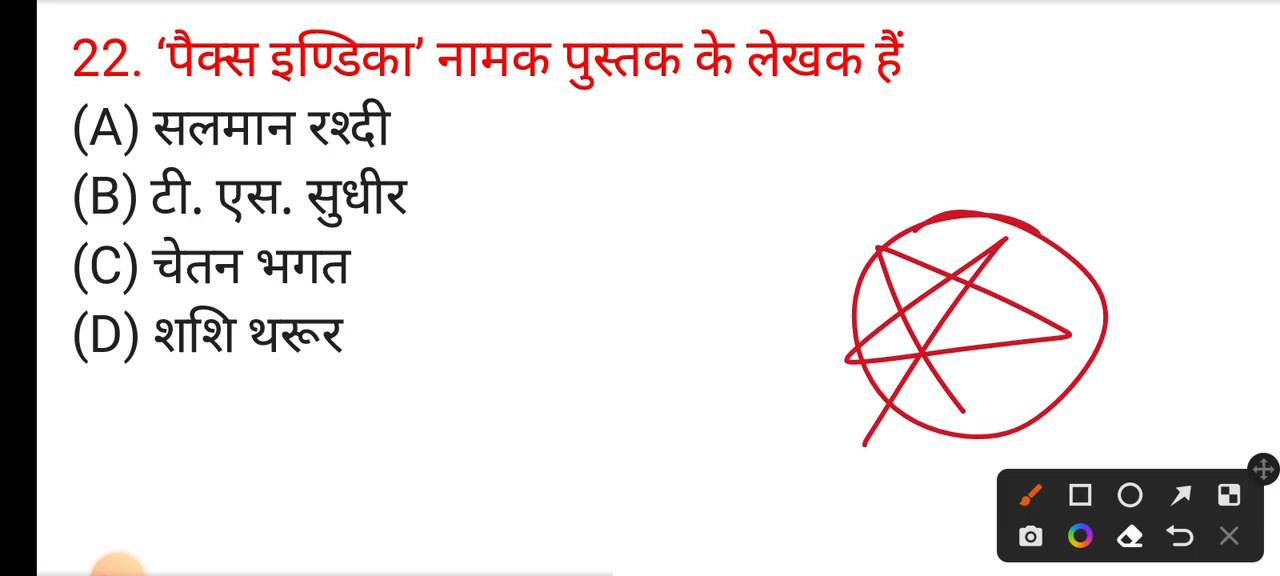 22. ‘पैक्स इण्डिका’ नामक पुस्तक के लेखक हैं
(A) सलमान रश्दी
(B) टी. एस. सुधीर
(C) चेतन भगत
(D) शशि थरूर